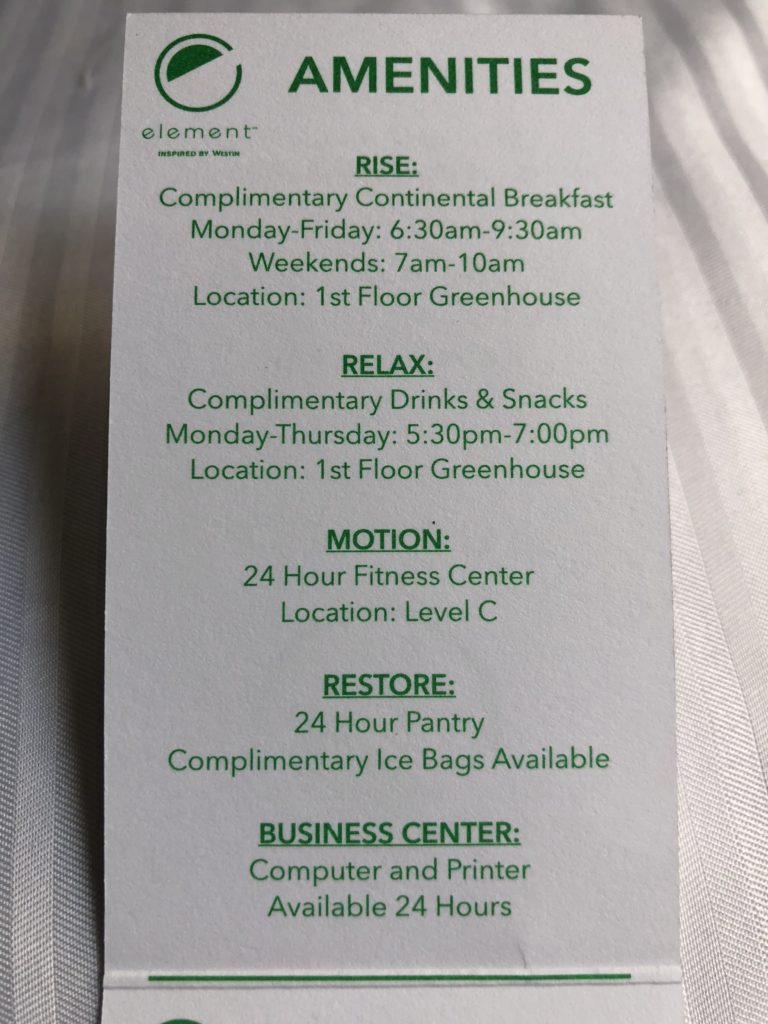 element™
INSPIRED BY WESTIN
AMENITIES
RISE:
Complimentary Continental Breakfast
Monday-Friday: 6:30am-9:30am
Weekends: 7am-10am
Location: 1st Floor Greenhouse
RELAX:
Complimentary Drinks & Snacks
Monday-Thursday: 5:30pm-7:00pm
Location: 1st Floor Greenhouse
MOTION:
24 Hour Fitness Center
Location: Level C
RESTORE:
24 Hour Pantry
Complimentary Ice Bags Available
BUSINESS CENTER:
Computer and Printer
Available 24 Hours